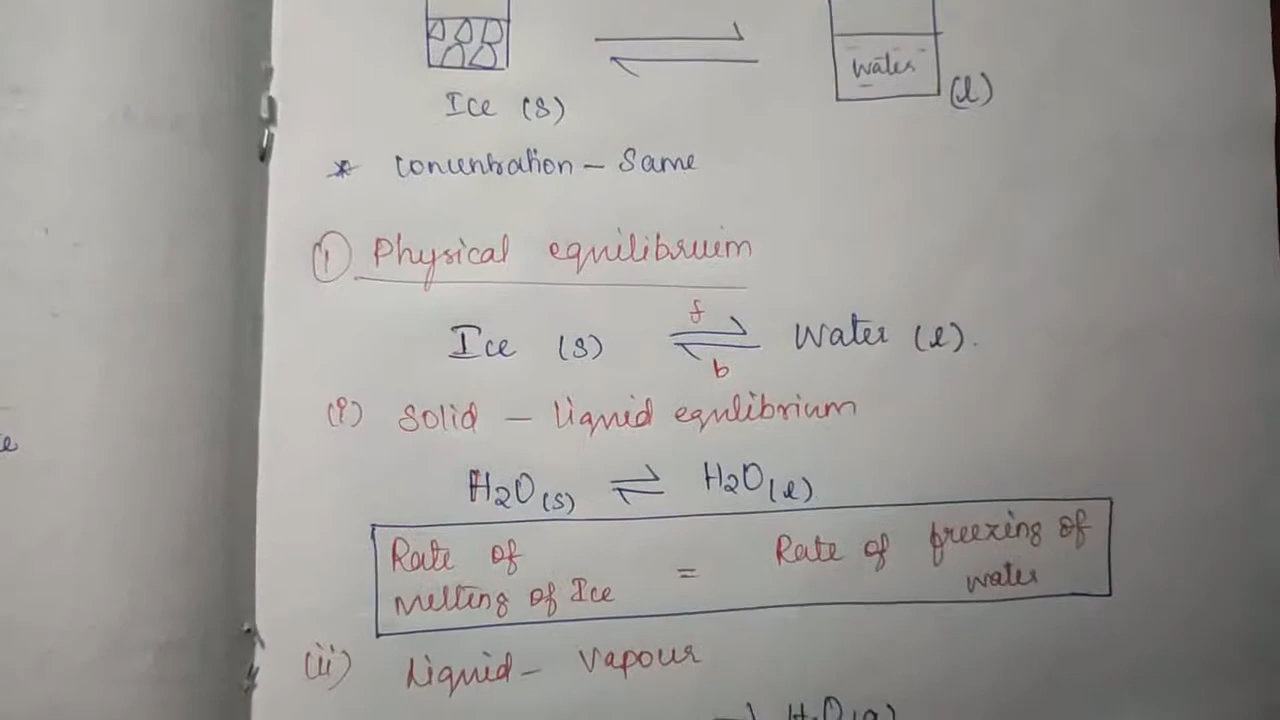 water
Ice (s) (l)
* Concentration - Same
① Physical equilibrium
f
Ice (s) ⇌ Water (l).
b
(i) Solid - liquid equilibrium
H2O(s) ⇌ H2O(l)
Rate of melting of Ice = Rate of freezing of water
(ii) Liquid - Vapour
H2O(g)